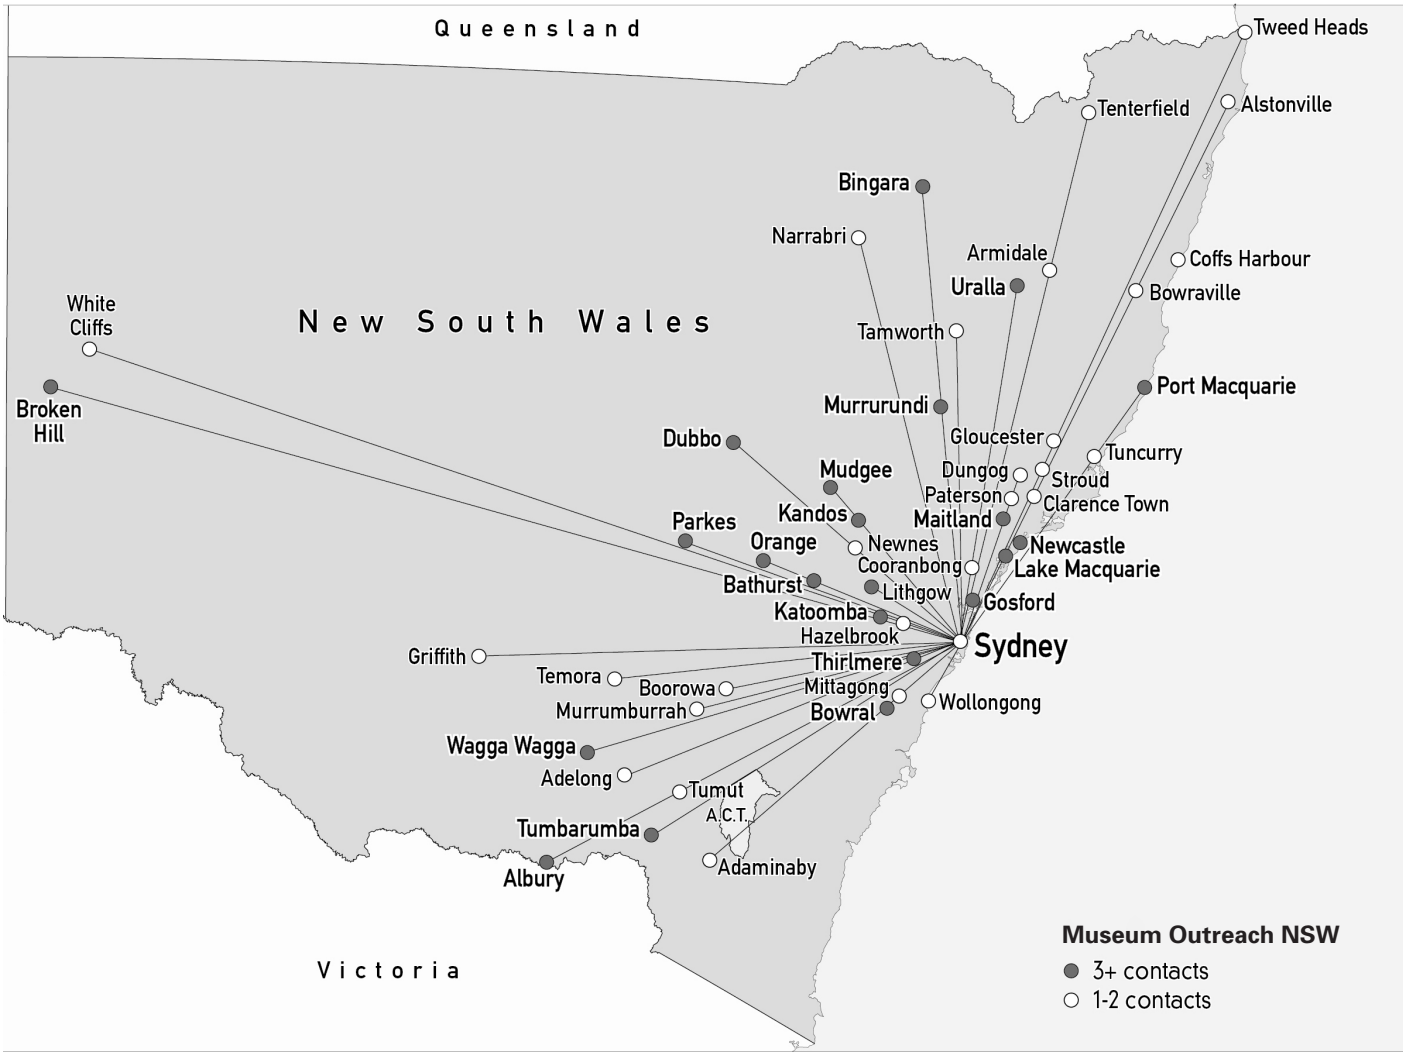 Queensland
Tweed Heads
Alstonville
Tenterfield
Bingara
Narrabri
Armidale
Coffs Harbour
Uralla
Bowraville
White
Cliffs
New South Wales
Tamworth
Port Macquarie
Broken
Hill
Murrurundi
Dubbo
Gloucester
Tuncurry
Mudgee
Dungog
Stroud
Paterson
Clarence Town
Kandos
Maitland
Parkes
Orange
Newnes
Newcastle
Cooranbong
Lake Macquarie
Bathurst
Lithgow
Gosford
Katoomba
Hazelbrook
Sydney
Griffith
Thirlmere
Temora
Boorowa
Mittagong
Murrumburrah
Bowral
Wollongong
Wagga Wagga
Adelong
Tumut
A.C.T.
Tumbarumba
Adaminaby
Albury
Victoria
Museum Outreach NSW
3+ contacts
1-2 contacts